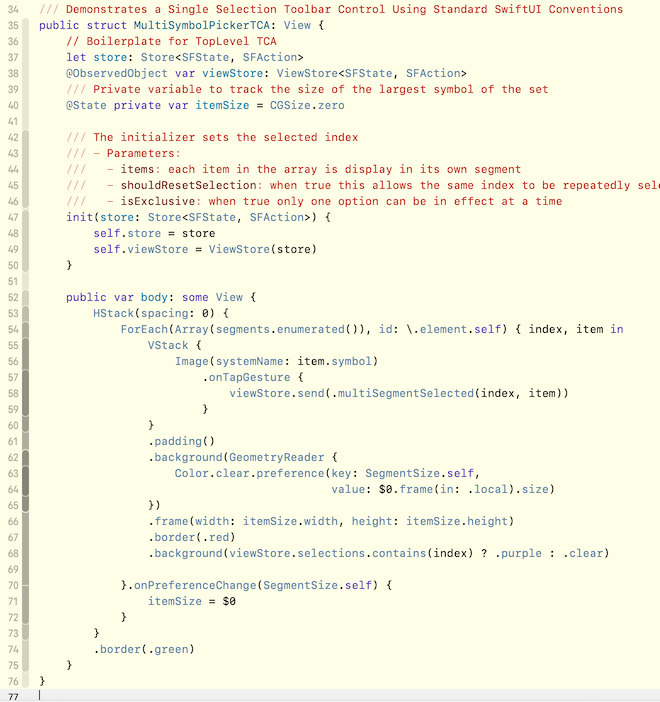 34 /// Demonstrates a Single Selection Toolbar Control Using Standard SwiftUI Conventions
35 public struct MultiSymbolPickerTCA: View {
36     // Boilerplate for TopLevel TCA
37     let store: Store<SFState, SFAction>
38     @ObservedObject var viewStore: ViewStore<SFState, SFAction>
39     /// Private variable to track the size of the largest symbol of the set
40     @State private var itemSize = CGSize.zero
41
42     /// The initializer sets the selected index
43     /// - Parameters:
44     ///   - items: each item in the array is display in its own segment
45     ///   - shouldResetSelection: when true this allows the same index to be repeatedly sel
46     ///   - isExclusive: when true only one option can be in effect at a time
47     init(store: Store<SFState, SFAction>) {
48         self.store = store
49         self.viewStore = ViewStore(store)
50     }
51
52     public var body: some View {
53         HStack(spacing: 0) {
54             ForEach(Array(segments.enumerated()), id: \.element.self) { index, item in
55                 VStack {
56                     Image(systemName: item.symbol)
57                         .onTapGesture {
58                             viewStore.send(.multiSegmentSelected(index, item))
59                         }
60                 }
61                 .padding()
62                 .background(GeometryReader {
63                     Color.clear.preference(key: SegmentSize.self,
64                                            value: $0.frame(in: .local).size)
65                 })
66                 .frame(width: itemSize.width, height: itemSize.height)
67                 .border(.red)
68                 .background(viewStore.selections.contains(index) ? .purple : .clear)
69
70             }.onPreferenceChange(SegmentSize.self) {
71                 itemSize = $0
72             }
73         }
74         .border(.green)
75     }
76 }
77